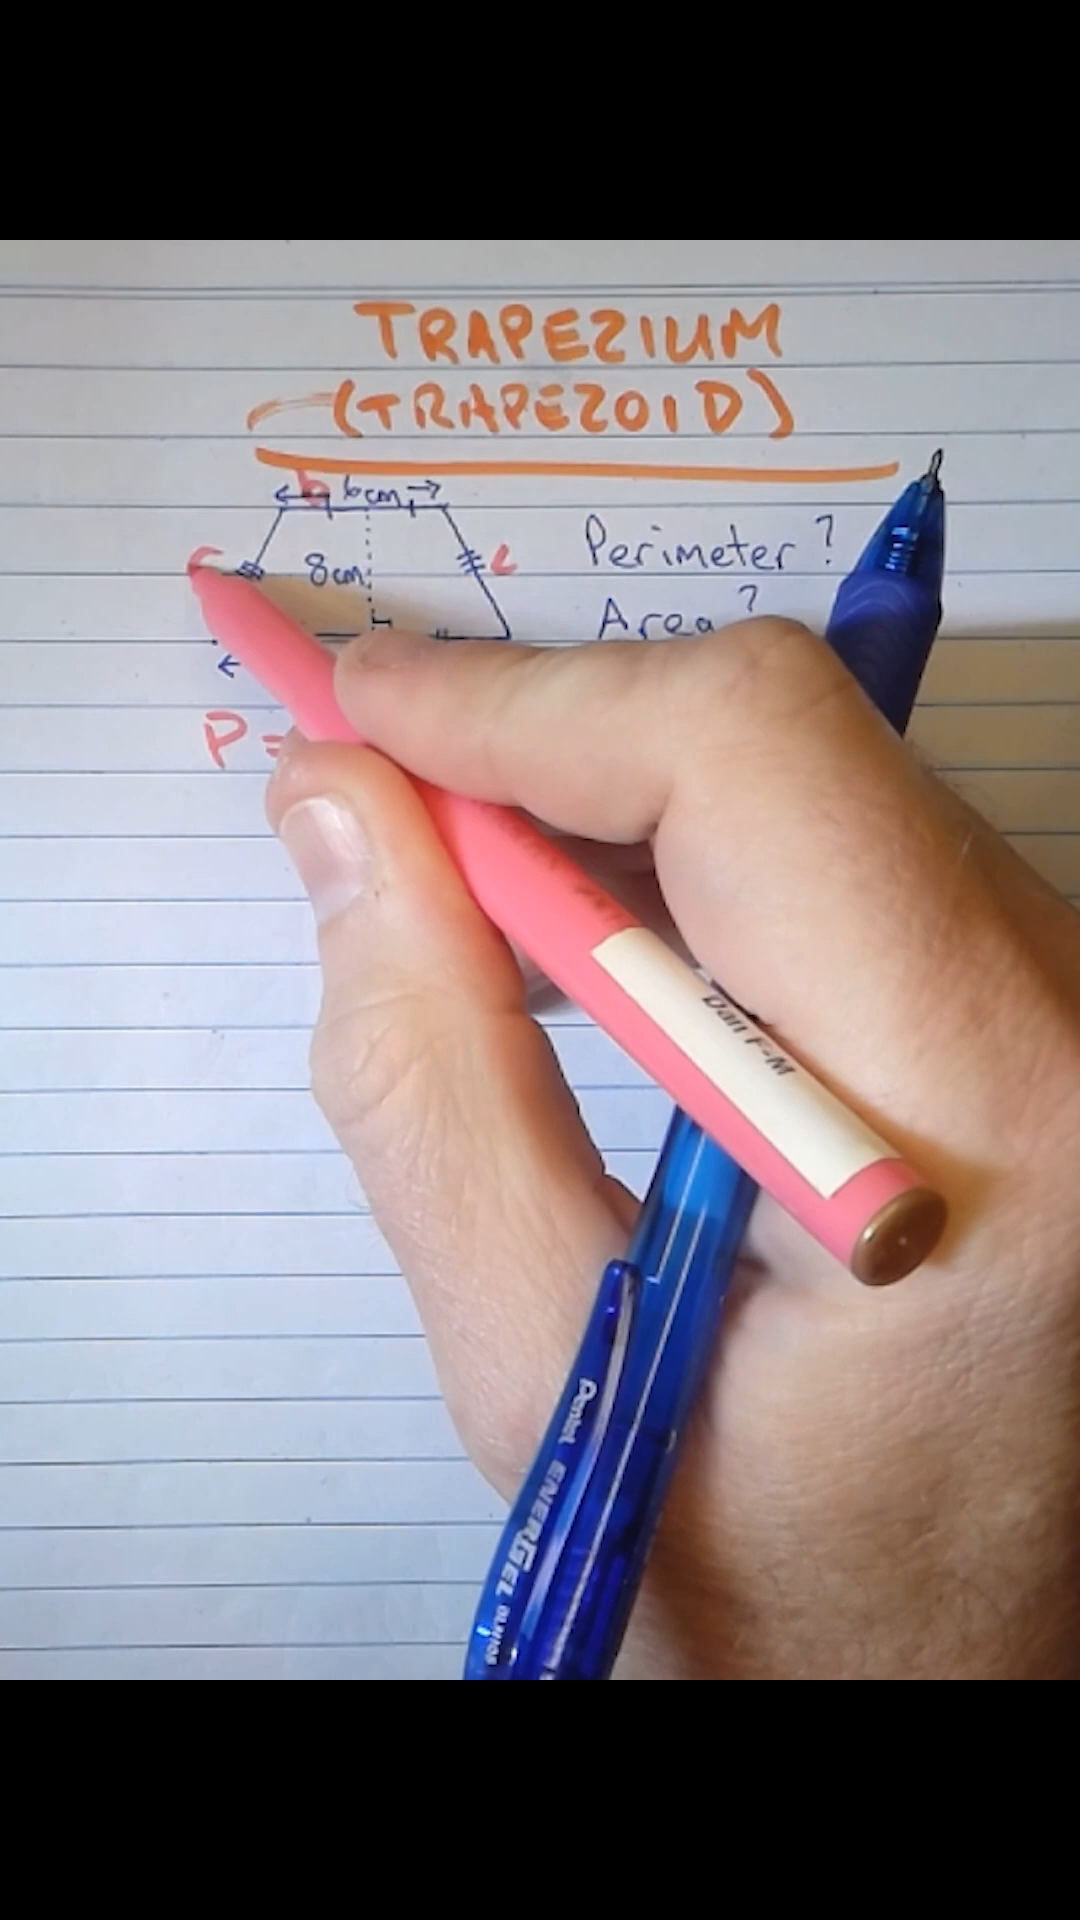 TRAPEZIUM
(TRAPEZOID)
b 6cm
c 8cm c
Perimeter?
Area?
P=
Dan F-M
Pentel ENERGEL